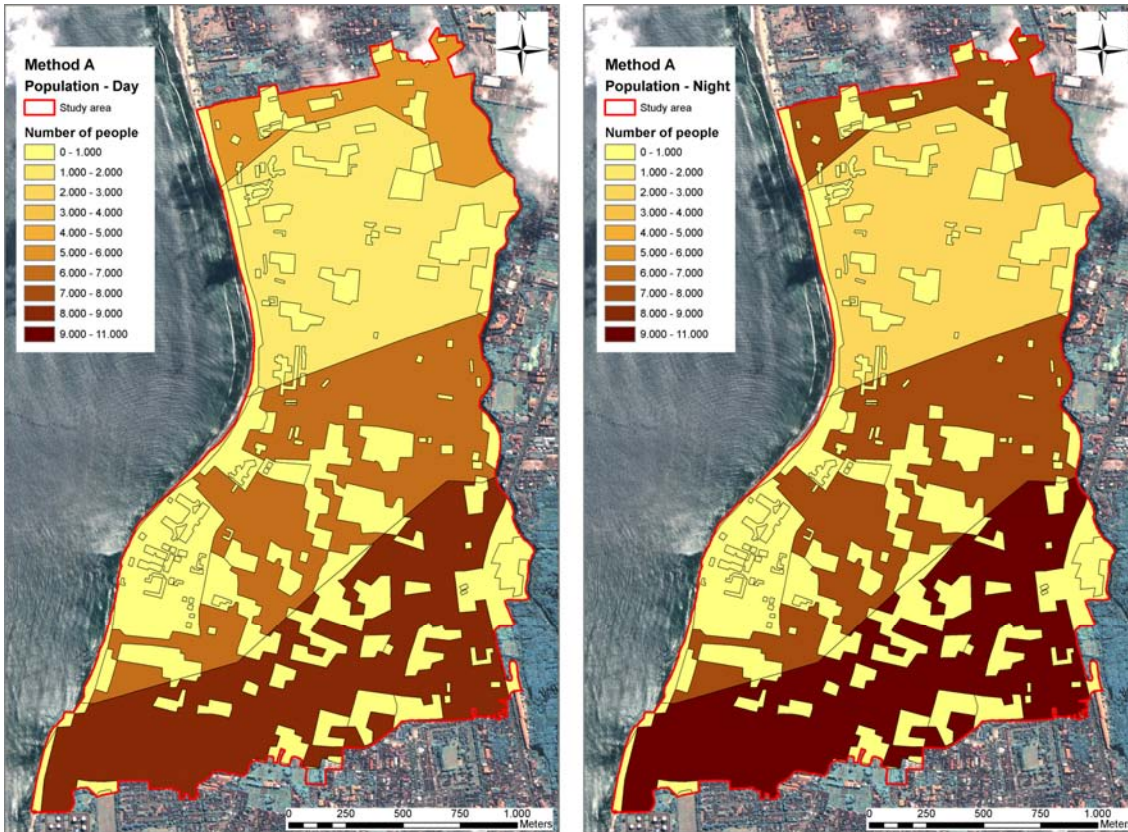 Method A
Population - Day
Study area
Number of people
0 - 1.000
1.000 - 2.000
2.000 - 3.000
3.000 - 4.000
4.000 - 5.000
5.000 - 6.000
6.000 - 7.000
7.000 - 8.000
8.000 - 9.000
9.000 - 11.000
N
0 250 500 750 1.000
Meters
Method A
Population - Night
Study area
Number of people
0 - 1.000
1.000 - 2.000
2.000 - 3.000
3.000 - 4.000
4.000 - 5.000
5.000 - 6.000
6.000 - 7.000
7.000 - 8.000
8.000 - 9.000
9.000 - 11.000
N
0 250 500 750 1.000
Meters